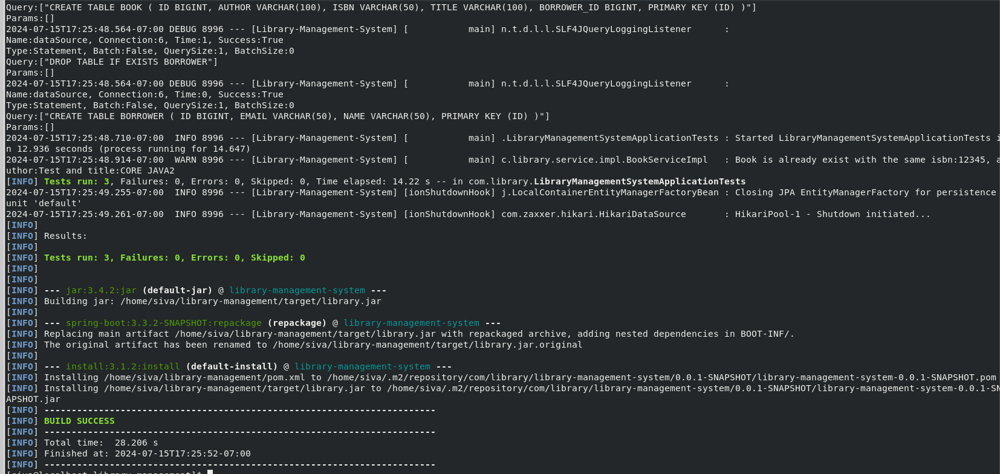 Query:["CREATE TABLE BOOK ( ID BIGINT, AUTHOR VARCHAR(100), ISBN VARCHAR(50), TITLE VARCHAR(100), BORROWER_ID BIGINT, PRIMARY KEY (ID) )"]
Params:[]
2024-07-15T17:25:48.564-07:00 DEBUG 8996 --- [Library-Management-System] [           main] n.t.d.l.l.SLF4JQueryLoggingListener      :
Name:dataSource, Connection:6, Time:1, Success:True
Type:Statement, Batch:False, QuerySize:1, BatchSize:0
Query:["DROP TABLE IF EXISTS BORROWER"]
Params:[]
2024-07-15T17:25:48.564-07:00 DEBUG 8996 --- [Library-Management-System] [           main] n.t.d.l.l.SLF4JQueryLoggingListener      :
Name:dataSource, Connection:6, Time:0, Success:True
Type:Statement, Batch:False, QuerySize:1, BatchSize:0
Query:["CREATE TABLE BORROWER ( ID BIGINT, EMAIL VARCHAR(50), NAME VARCHAR(50), PRIMARY KEY (ID) )"]
Params:[]
2024-07-15T17:25:48.710-07:00  INFO 8996 --- [Library-Management-System] [           main] .LibraryManagementSystemApplicationTests : Started LibraryManagementSystemApplicationTests i
n 12.936 seconds (process running for 14.647)
2024-07-15T17:25:48.914-07:00  WARN 8996 --- [Library-Management-System] [           main] c.library.service.impl.BookServiceImpl   : Book is already exist with the same isbn:12345, a
uthor:Test and title:CORE JAVA2
[INFO] Tests run: 3, Failures: 0, Errors: 0, Skipped: 0, Time elapsed: 14.22 s -- in com.library.LibraryManagementSystemApplicationTests
2024-07-15T17:25:49.255-07:00  INFO 8996 --- [Library-Management-System] [ionShutdownHook] j.LocalContainerEntityManagerFactoryBean : Closing JPA EntityManagerFactory for persistence
unit 'default'
2024-07-15T17:25:49.261-07:00  INFO 8996 --- [Library-Management-System] [ionShutdownHook] com.zaxxer.hikari.HikariDataSource       : HikariPool-1 - Shutdown initiated...
[INFO]
[INFO] Results:
[INFO]
[INFO] Tests run: 3, Failures: 0, Errors: 0, Skipped: 0
[INFO]
[INFO]
[INFO] --- jar:3.4.2:jar (default-jar) @ library-management-system ---
[INFO] Building jar: /home/siva/library-management/target/library.jar
[INFO]
[INFO] --- spring-boot:3.3.2-SNAPSHOT:repackage (repackage) @ library-management-system ---
[INFO] Replacing main artifact /home/siva/library-management/target/library.jar with repackaged archive, adding nested dependencies in BOOT-INF/.
[INFO] The original artifact has been renamed to /home/siva/library-management/target/library.jar.original
[INFO]
[INFO] --- install:3.1.2:install (default-install) @ library-management-system ---
[INFO] Installing /home/siva/library-management/pom.xml to /home/siva/.m2/repository/com/library/library-management-system/0.0.1-SNAPSHOT/library-management-system-0.0.1-SNAPSHOT.pom
[INFO] Installing /home/siva/library-management/target/library.jar to /home/siva/.m2/repository/com/library/library-management-system/0.0.1-SNAPSHOT/library-management-system-0.0.1-SN
APSHOT.jar
[INFO] ------------------------------------------------------------------------
[INFO] BUILD SUCCESS
[INFO] ------------------------------------------------------------------------
[INFO] Total time:  28.206 s
[INFO] Finished at: 2024-07-15T17:25:52-07:00
[INFO] ------------------------------------------------------------------------